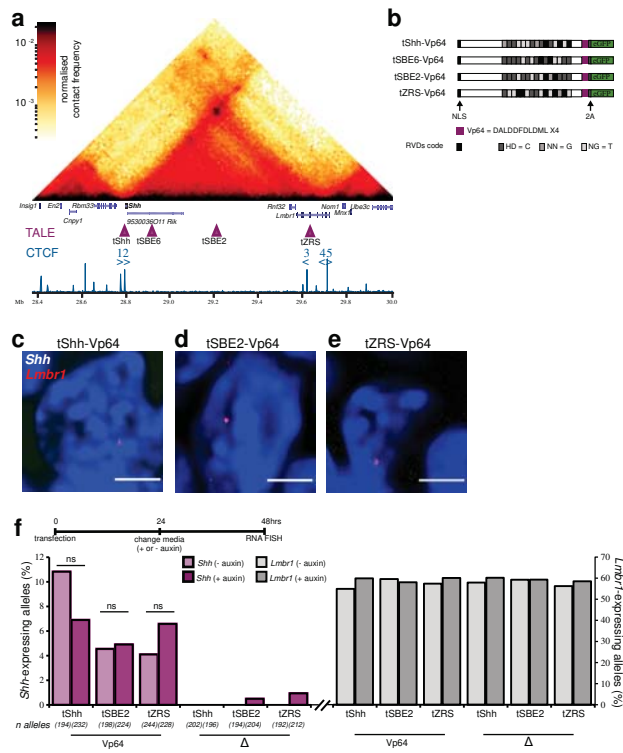 a
10-2
10-3
normalised
contact frequency
Insig1 En2 Rbm33 Shh Rnf32 Nom1 Ube3c
Cnpy1 9530036O11 Rik Lmbr1 Mnx1
TALE
tShh tSBE6 tSBE2 tZRS
CTCF 12 3 45
>> < <>
Mb 28.4 28.6 28.8 29.0 29.2 29.4 29.6 29.8 30.0
b
tShh-Vp64 eGFP
tSBE6-Vp64 eGFP
tSBE2-Vp64 eGFP
tZRS-Vp64 eGFP
NLS 2A
Vp64 = DALDDFDLDML X4
RVDs code HD = C NN = G NG = T
c tShh-Vp64
Shh
Lmbr1
d tSBE2-Vp64
e tZRS-Vp64
f
0 24 48hrs
transfection change media RNA FISH
(+ or - auxin)
Shh (- auxin) Lmbr1 (- auxin)
Shh (+ auxin) Lmbr1 (+ auxin)
Shh-expressing alleles (%)
12
10
8
6
4
2
0
ns ns ns
Lmbr1-expressing alleles (%)
70
60
50
40
30
20
10
0
tShh tSBE2 tZRS tShh tSBE2 tZRS tShh tSBE2 tZRS tShh tSBE2 tZRS
n alleles (194)(232) (198)(224) (244)(228) (202)(196) (194)(204) (192)(212)
Vp64 Δ Vp64 Δ